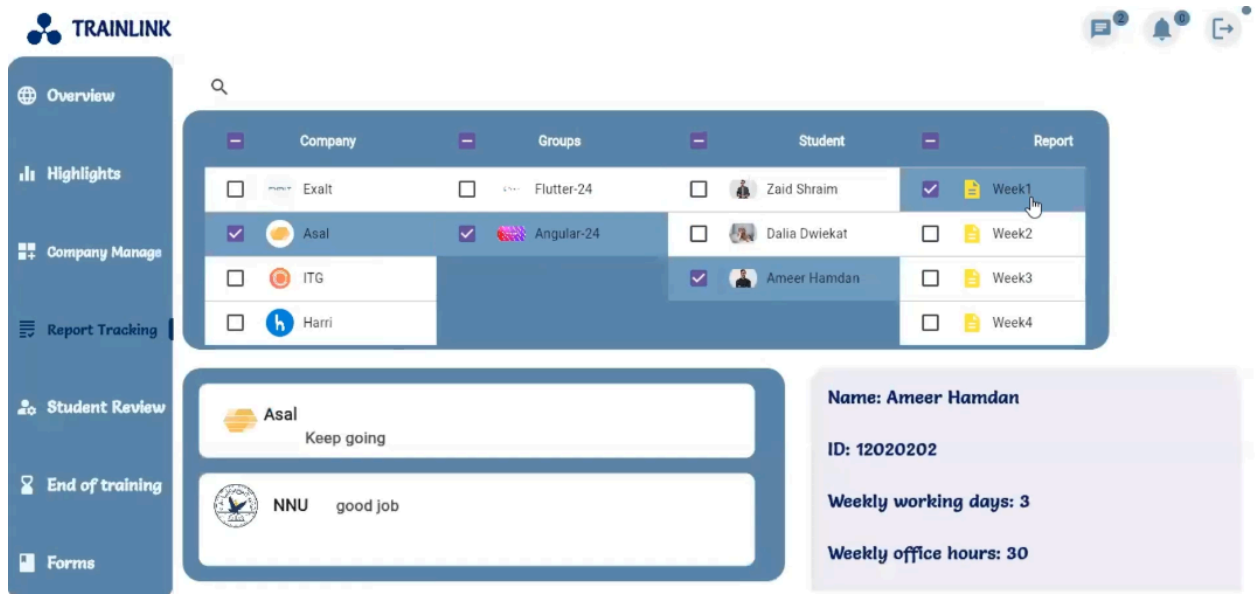 TRAINLINK
2
0
Overview
Highlights
Company Manage
Report Tracking
Student Review
End of training
Forms
Company Groups Student Report
Exalt Flutter-24 Zaid Shraim Week1
Asal Angular-24 Dalia Dwiekat Week2
ITG Ameer Hamdan Week3
Harri Week4
Asal
Keep going
NNU good job
Name: Ameer Hamdan
ID: 12020202
Weekly working days: 3
Weekly office hours: 30